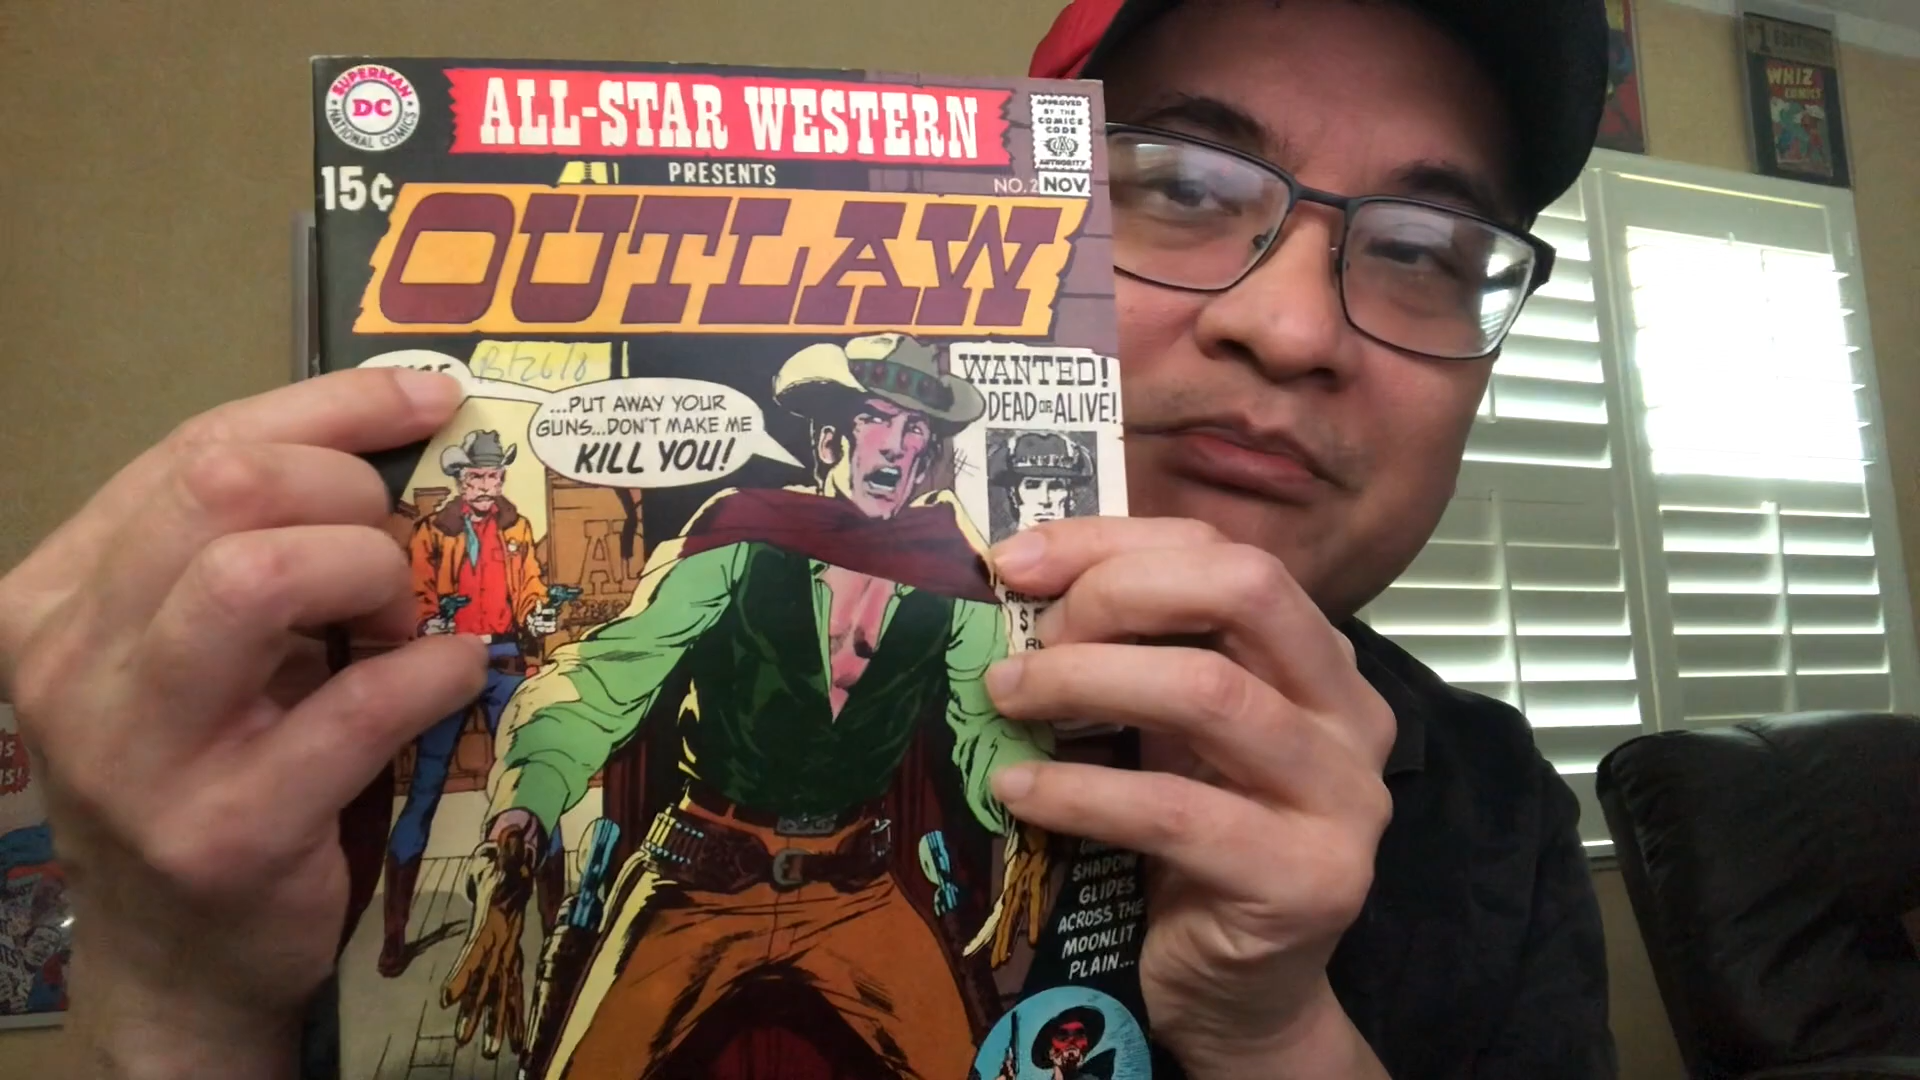 SUPERMAN
DC
NATIONAL COMICS
ALL-STAR WESTERN
APPROVED
BY THE
COMICS
CODE
AUTHORITY
15¢
PRESENTS
NO. 2
NOV
OUTLAW
...PUT AWAY YOUR
GUNS...DON'T MAKE ME
KILL YOU!
WANTED!
DEAD OR ALIVE!
SHADOW
GLIDES
ACROSS THE
MOONLIT
PLAIN...
EDITION
WHIZ
COMICS